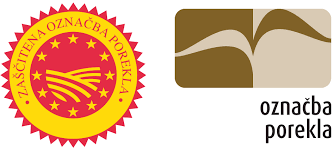 • ZAŠČITENA OZNAČBA POREKLA •
označba
porekla